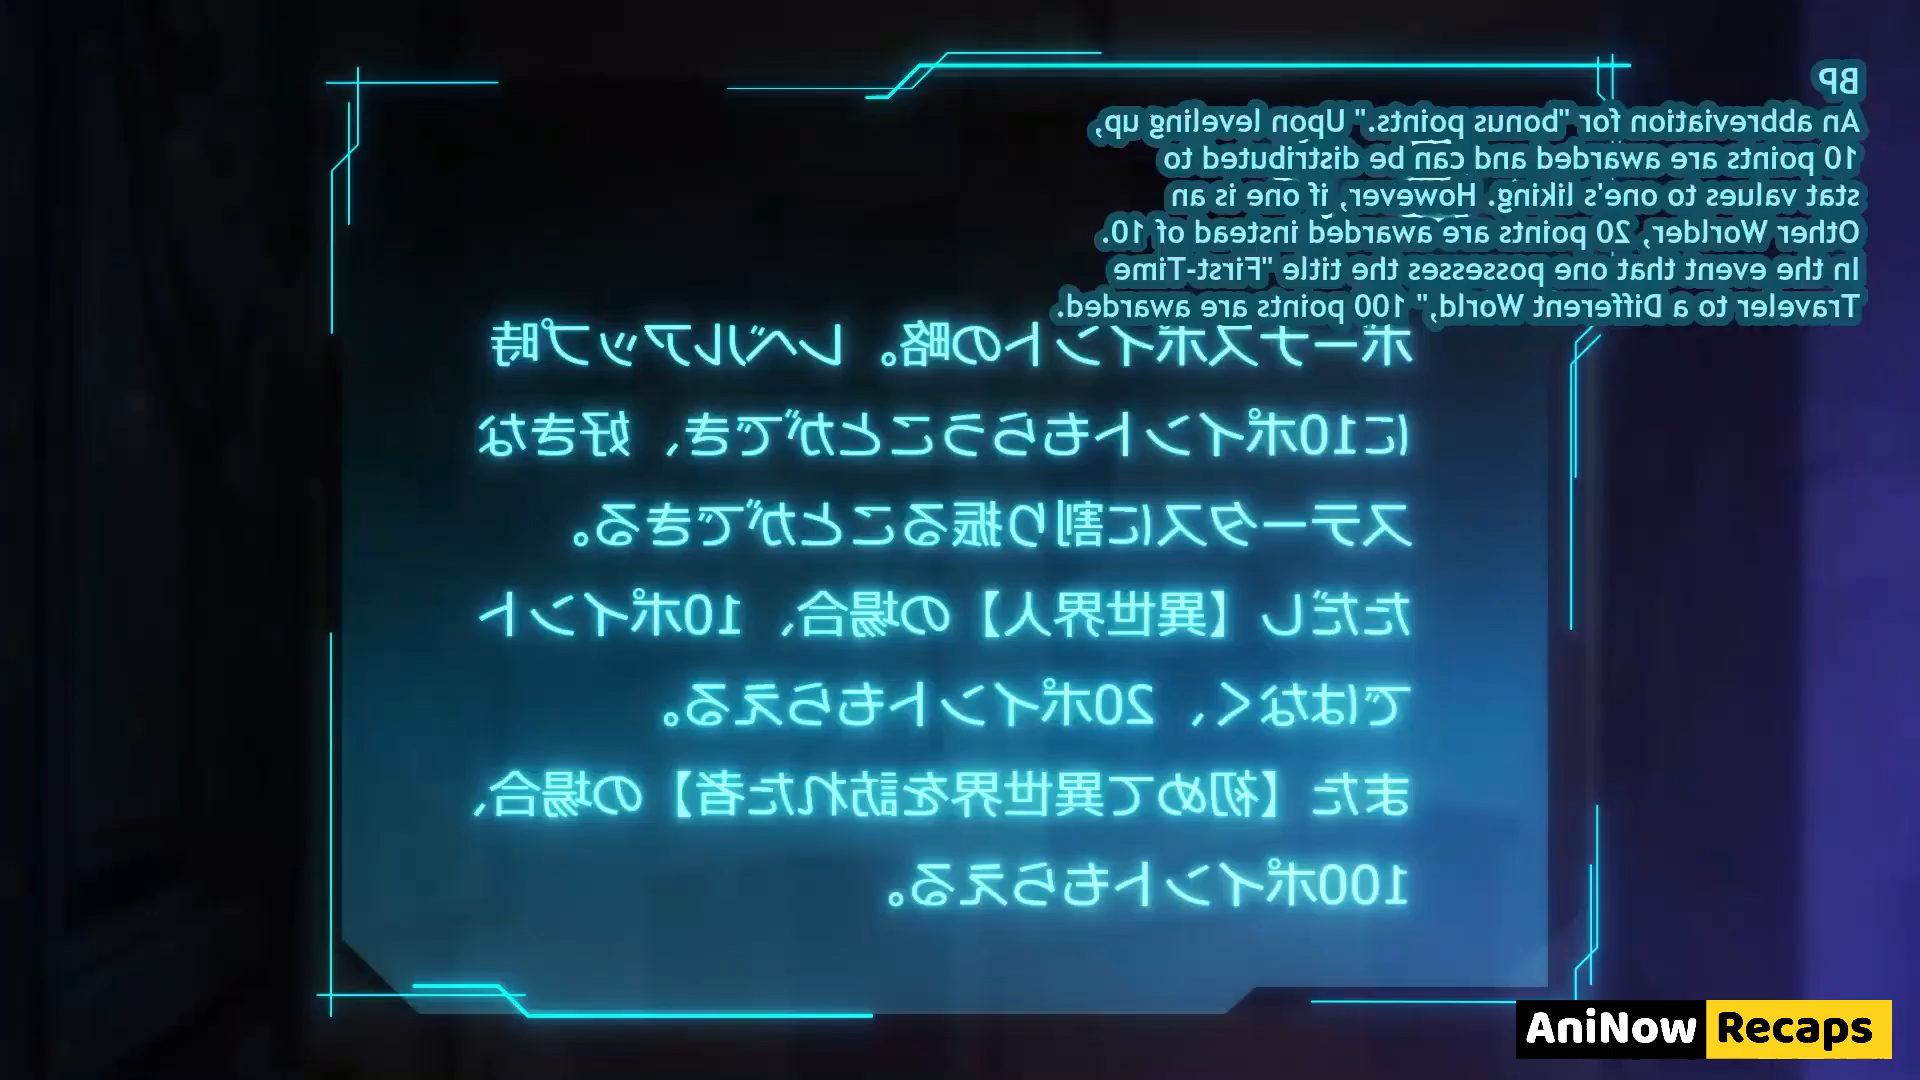 BP
An abbreviation for "bonus points." Upon leveling up,
10 points are awarded and can be distributed to
stat values to one's liking. However, if one is an
Other Worlder, 20 points are awarded instead of 10.
In the event that one possesses the title "First-Time
Traveler to a Different World," 100 points are awarded.
ボーナスポイントの略。レベルアップ時
に10ポイントもらうことができ、好きな
ステータスに割り振ることができる。
ただし【異世界人】の場合、10ポイント
ではなく、20ポイントもらえる。
また【初めて異世界を訪れた者】の場合、
100ポイントもらえる。
AniNow Recaps